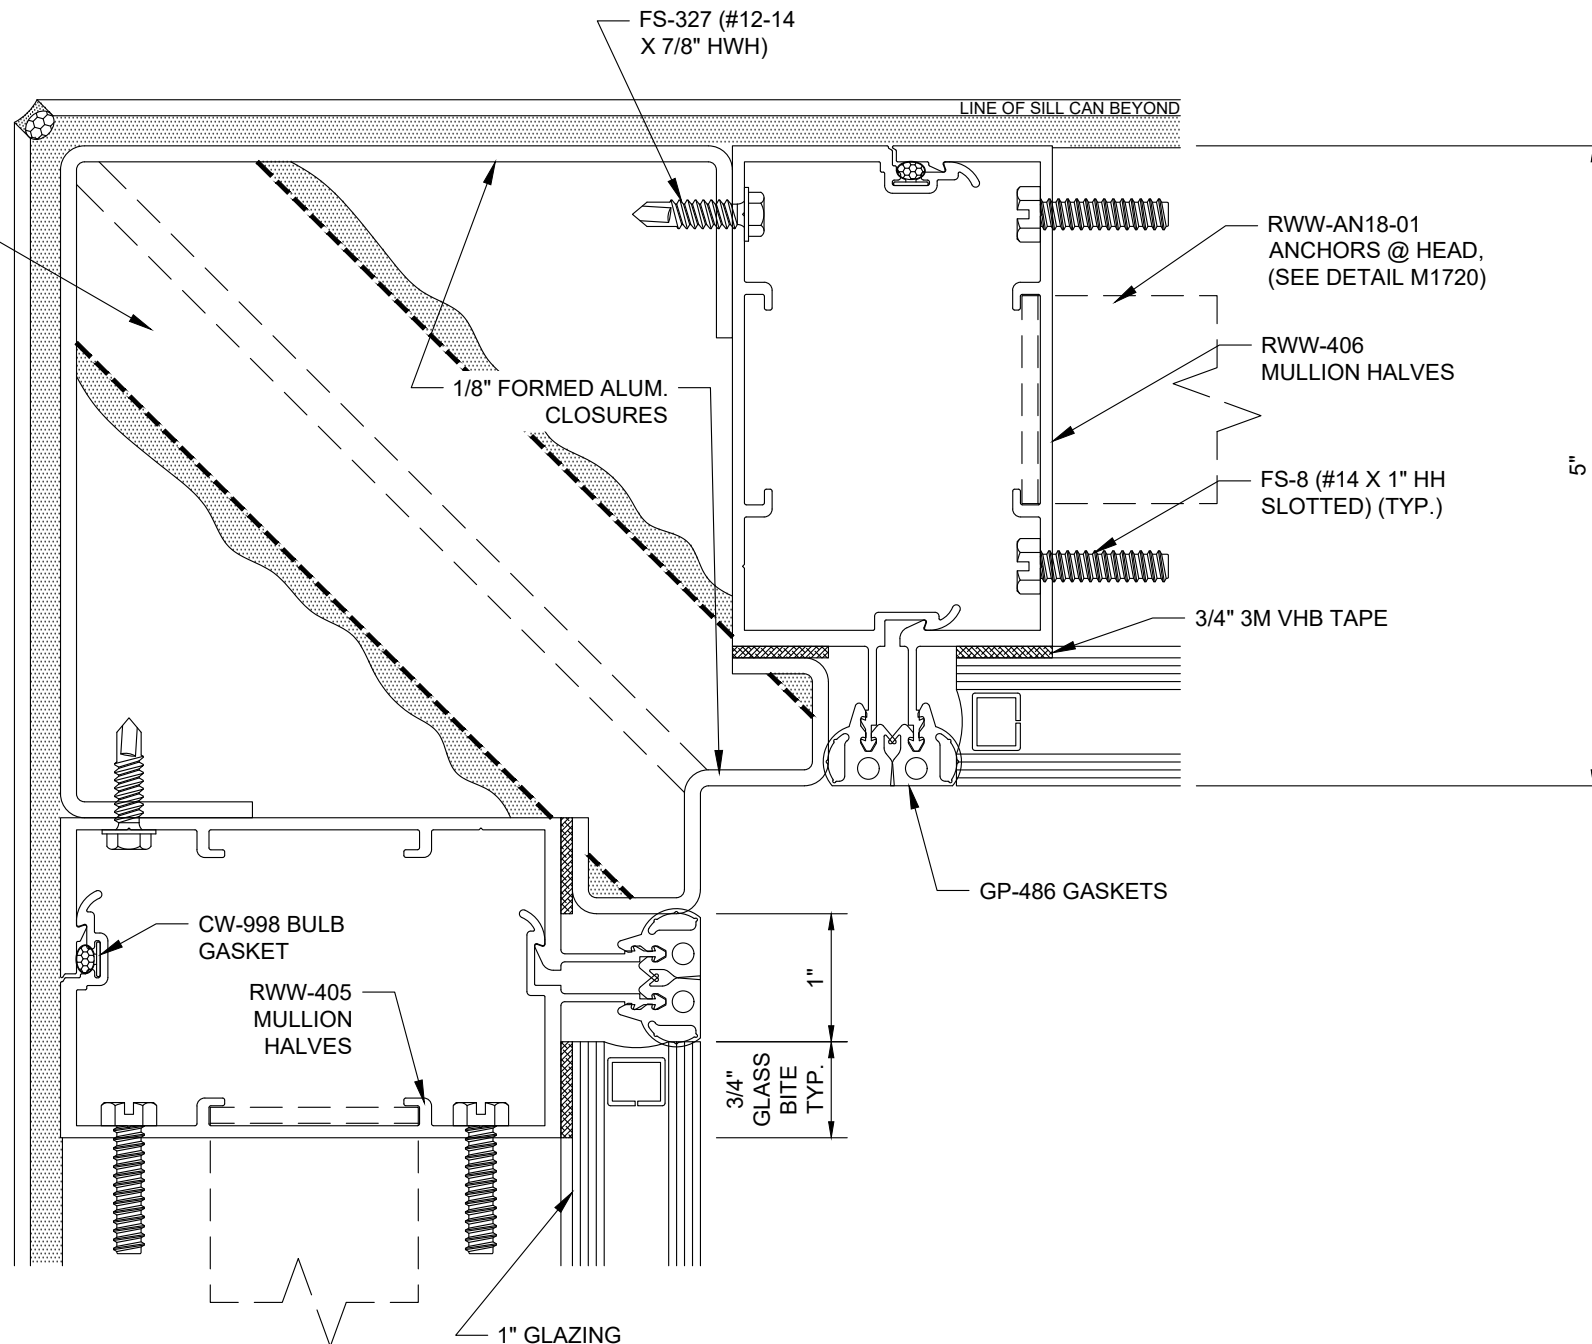 FS-327 (#12-14
X 7/8" HWH)
LINE OF SILL CAN BEYOND
RWW-AN18-01
ANCHORS @ HEAD,
(SEE DETAIL M1720)
RWW-406
MULLION HALVES
1/8" FORMED ALUM.
CLOSURES
5"
FS-8 (#14 X 1" HH
SLOTTED) (TYP.)
3/4" 3M VHB TAPE
GP-486 GASKETS
CW-998 BULB
GASKET
1"
RWW-405
MULLION
HALVES
3/4"
GLASS
BITE
TYP.
1" GLAZING